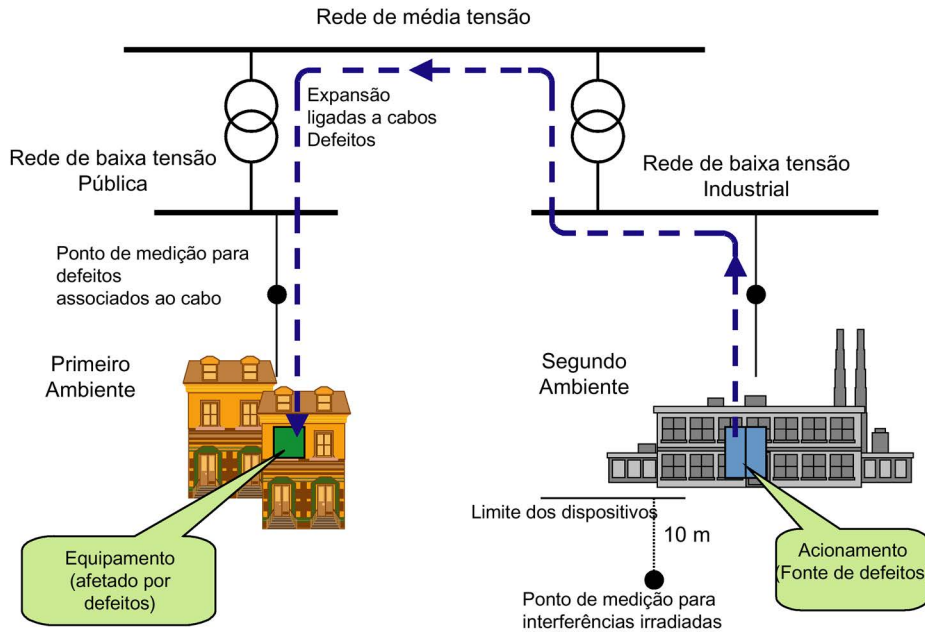 Rede de média tensão
Expansão
ligadas a cabos
Defeitos
Rede de baixa tensão
Pública
Rede de baixa tensão
Industrial
Ponto de medição para
defeitos
associados ao cabo
Primeiro
Ambiente
Segundo
Ambiente
Limite dos dispositivos
10 m
Equipamento
(afetado por
defeitos)
Acionamento
(Fonte de defeitos
Ponto de medição para
interferências irradiadas